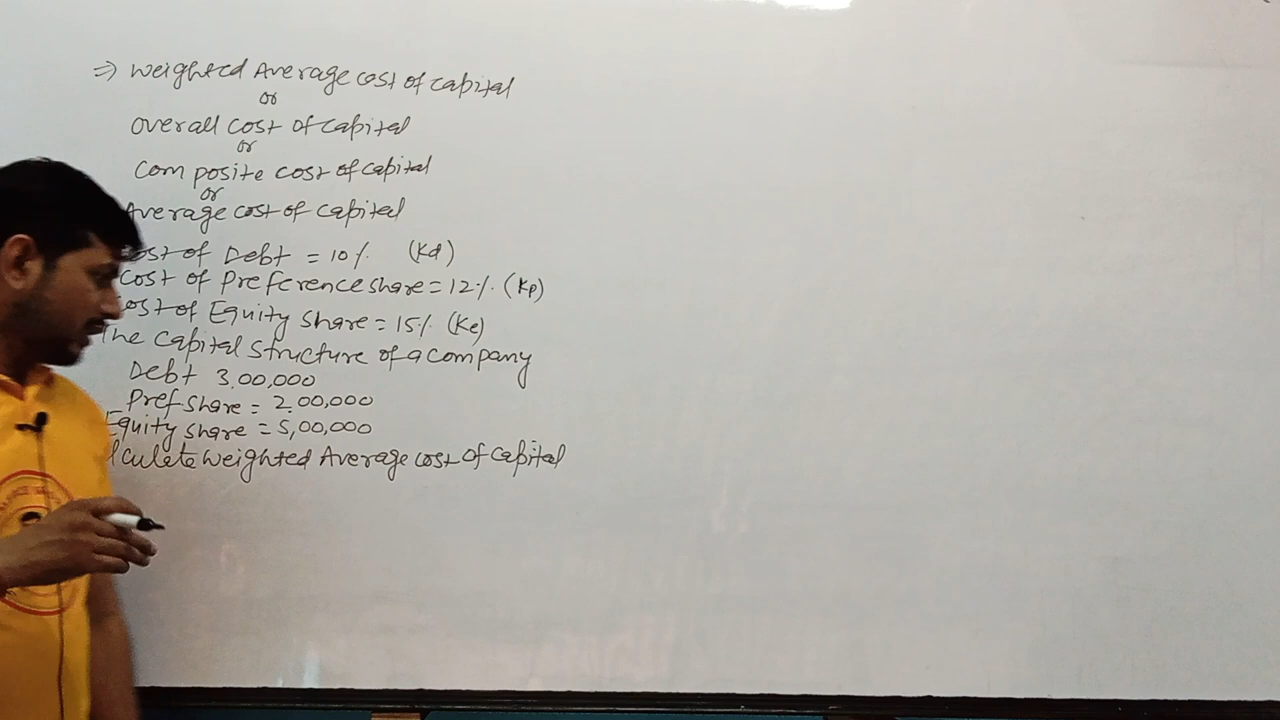 ⇒ Weighted Average cost of capital
or
overall cost of capital
or
Composite cost of capital
or
Average cost of capital
cost of Debt = 10% (Kd)
cost of Preference share = 12% (Kp)
cost of Equity share = 15% (Ke)
The capital structure of a company
Debt 3,00,000
Pref share = 2,00,000
Equity share = 5,00,000
lculate weighted Average cost of capital